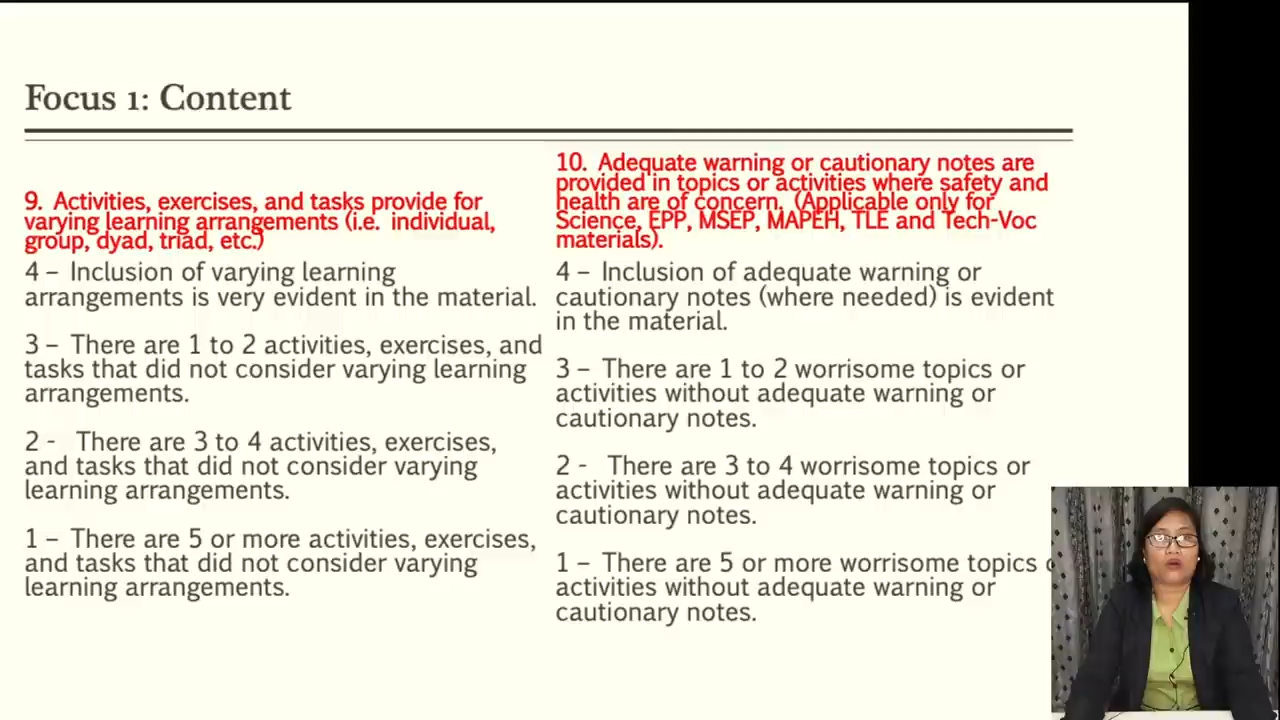 Focus 1: Content
9. Activities, exercises, and tasks provide for
varying learning arrangements (i.e. individual,
group, dyad, triad, etc.)
4 – Inclusion of varying learning
arrangements is very evident in the material.
3 – There are 1 to 2 activities, exercises, and
tasks that did not consider varying learning
arrangements.
2 - There are 3 to 4 activities, exercises,
and tasks that did not consider varying
learning arrangements.
1 – There are 5 or more activities, exercises,
and tasks that did not consider varying
learning arrangements.
10. Adequate warning or cautionary notes are
provided in topics or activities where safety and
health are of concern. (Applicable only for
Science, EPP, MSEP, MAPEH, TLE and Tech-Voc
materials).
4 – Inclusion of adequate warning or
cautionary notes (where needed) is evident
in the material.
3 – There are 1 to 2 worrisome topics or
activities without adequate warning or
cautionary notes.
2 - There are 3 to 4 worrisome topics or
activities without adequate warning or
cautionary notes.
1 – There are 5 or more worrisome topics
activities without adequate warning or
cautionary notes.